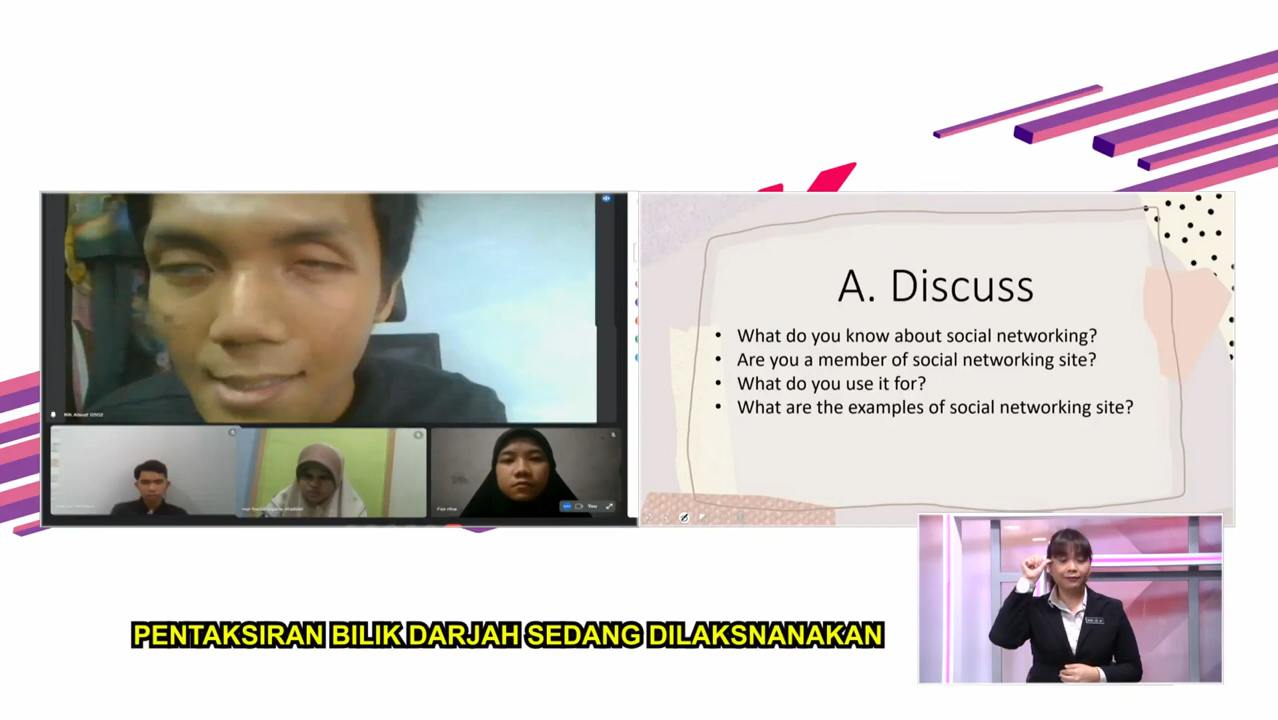 A. Discuss
• What do you know about social networking?
• Are you a member of social networking site?
• What do you use it for?
• What are the examples of social networking site?
You
PENTAKSIRAN BILIK DARJAH SEDANG DILAKSNANAKAN